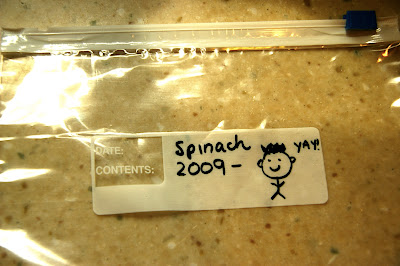 DATE:
CONTENTS:
Spinach
2009-
YAY!